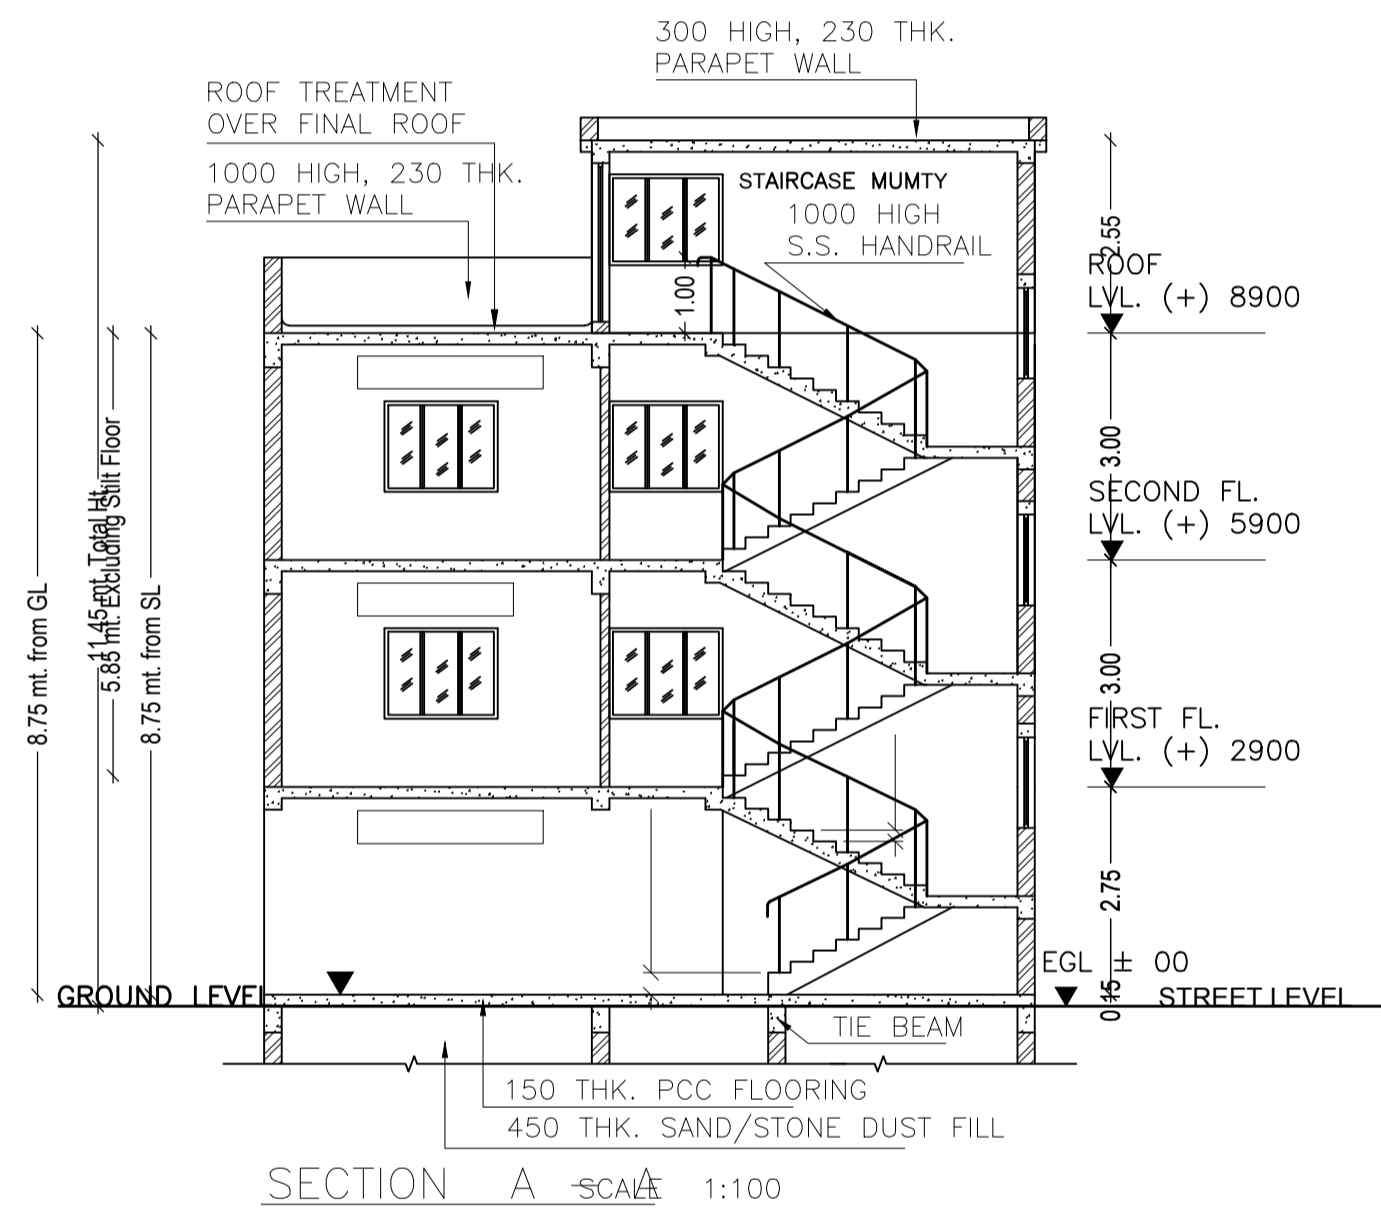 300 HIGH, 230 THK.
PARAPET WALL
ROOF TREATMENT
OVER FINAL ROOF
1000 HIGH, 230 THK.
PARAPET WALL
STAIRCASE MUMTY
1000 HIGH
S.S. HANDRAIL
1.00
2.55
ROOF
LVL. (+) 8900
3.00
SECOND FL.
LVL. (+) 5900
3.00
FIRST FL.
LVL. (+) 2900
2.75
EGL ± 00
0.15
STREET LEVEL
8.75 mt. from GL
11.45 mt. Total Ht.
5.85 mt. Excluding Stilt Floor
8.75 mt. from SL
GROUND LEVEL
TIE BEAM
150 THK. PCC FLOORING
450 THK. SAND/STONE DUST FILL
SECTION A - A
SCALE 1:100